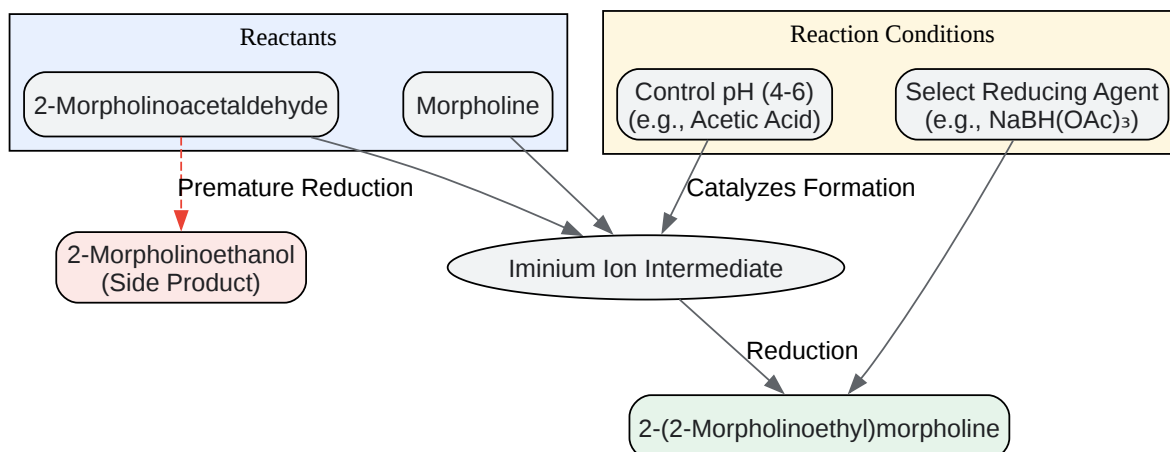 Reactants
Reaction Conditions
2-Morpholinoacetaldehyde
Morpholine
Control pH (4-6)
(e.g., Acetic Acid)
Select Reducing Agent
(e.g., NaBH(OAc)₃)
Premature Reduction
Catalyzes Formation
2-Morpholinoethanol
(Side Product)
Iminium Ion Intermediate
Reduction
2-(2-Morpholinoethyl)morpholine